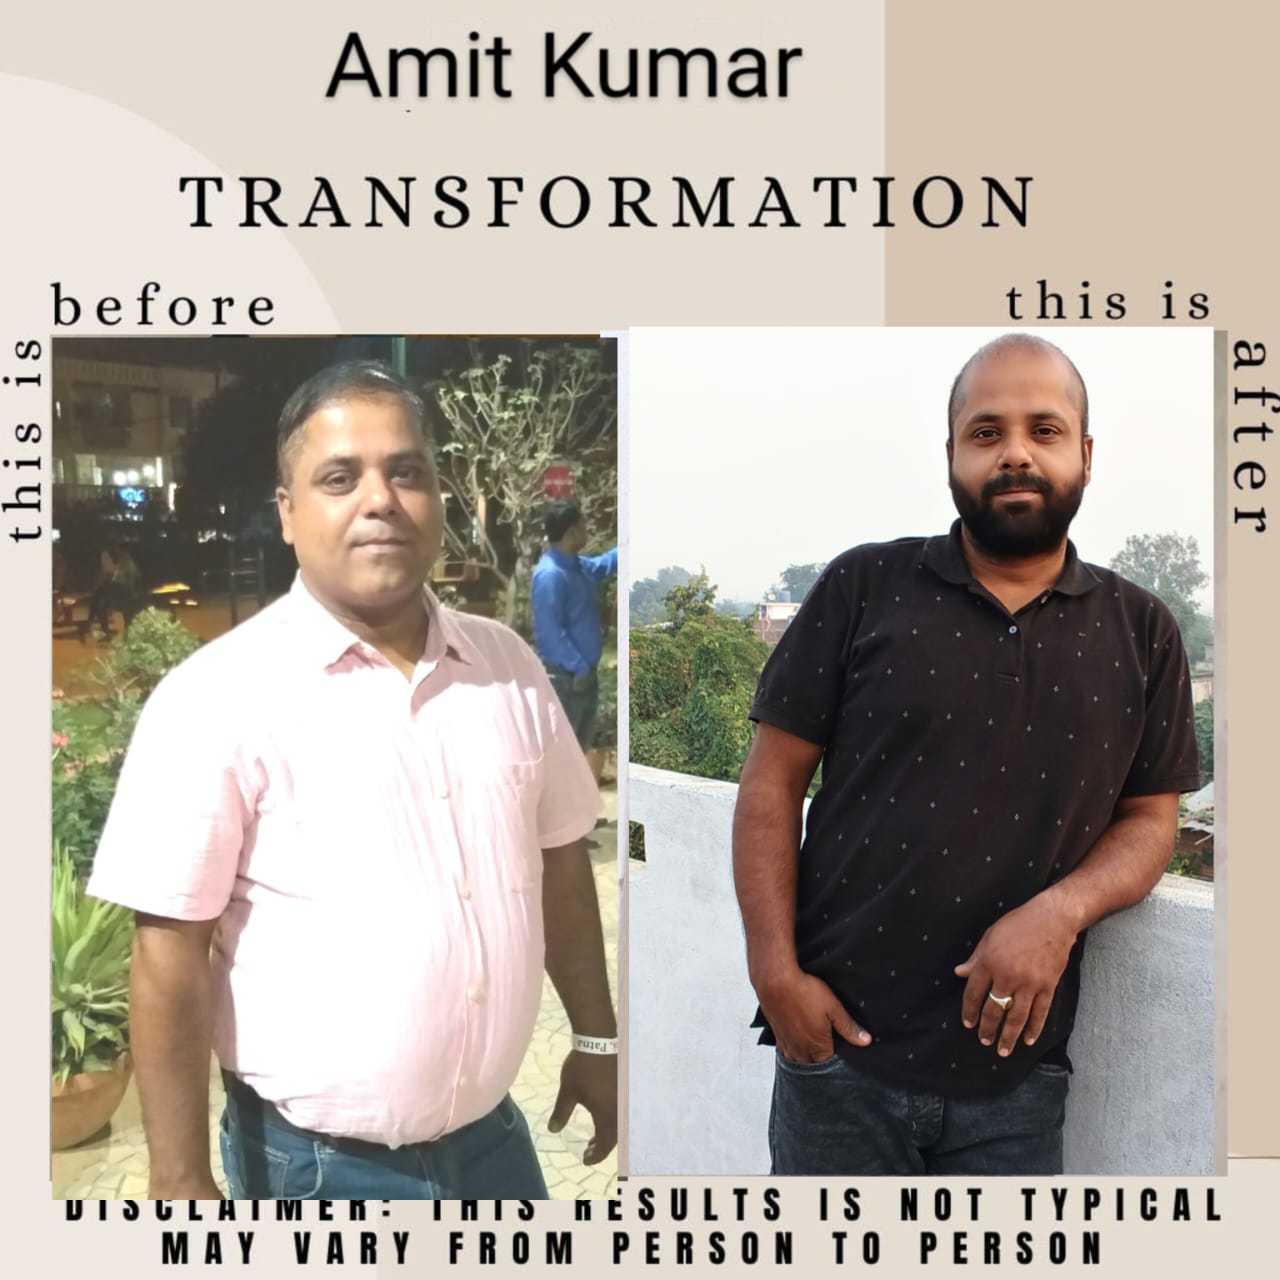 Amit Kumar
TRANSFORMATION
this is before
this is after
Patna
DISCLAIMER: THIS RESULTS IS NOT TYPICAL
MAY VARY FROM PERSON TO PERSON